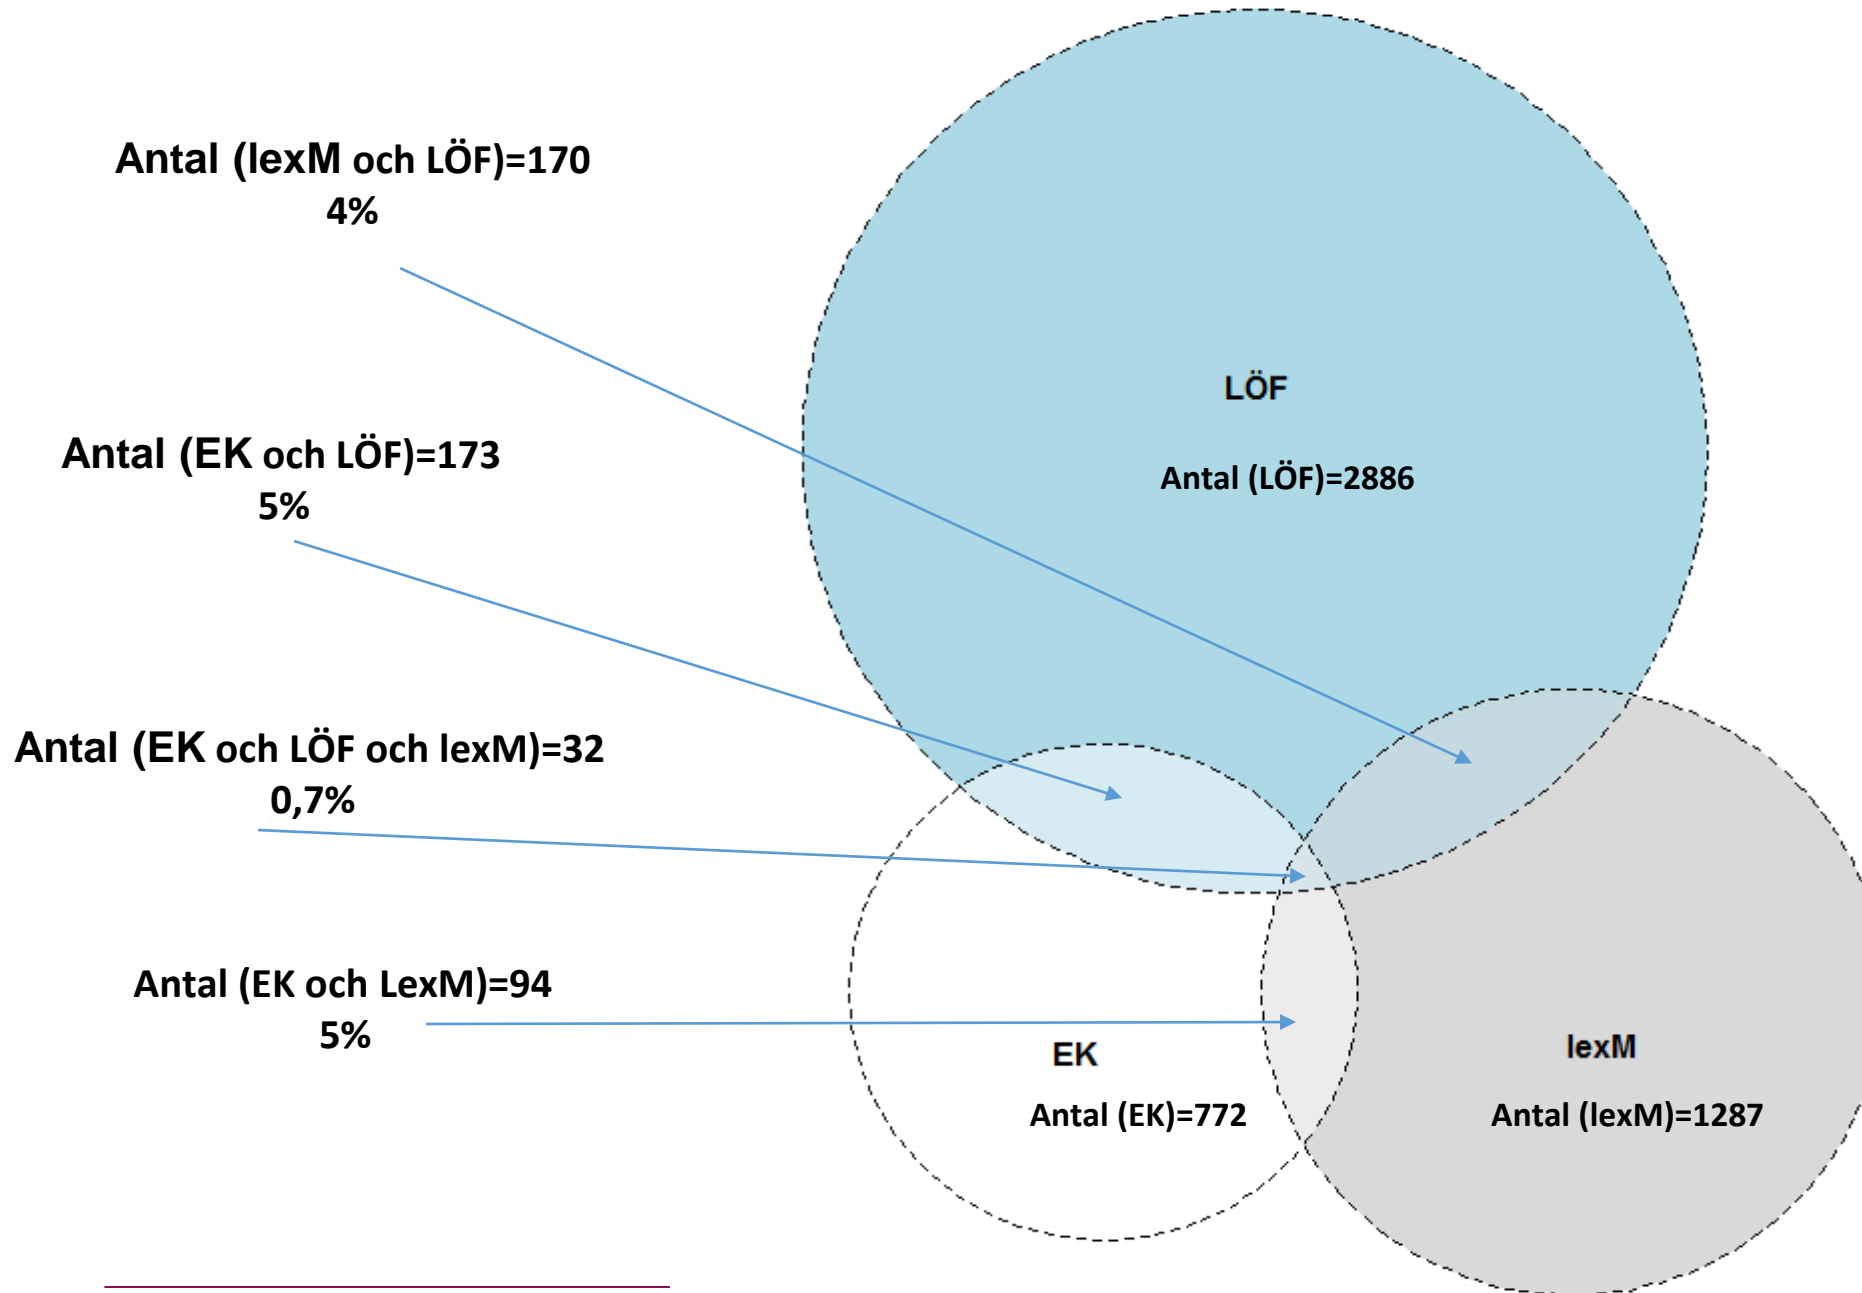 Antal (lexM och LÖF)=170
4%
LÖF
Antal (LÖF)=2886
Antal (EK och LÖF)=173
5%
Antal (EK och LÖF och lexM)=32
0,7%
Antal (EK och LexM)=94
5%
EK
Antal (EK)=772
lexM
Antal (lexM)=1287